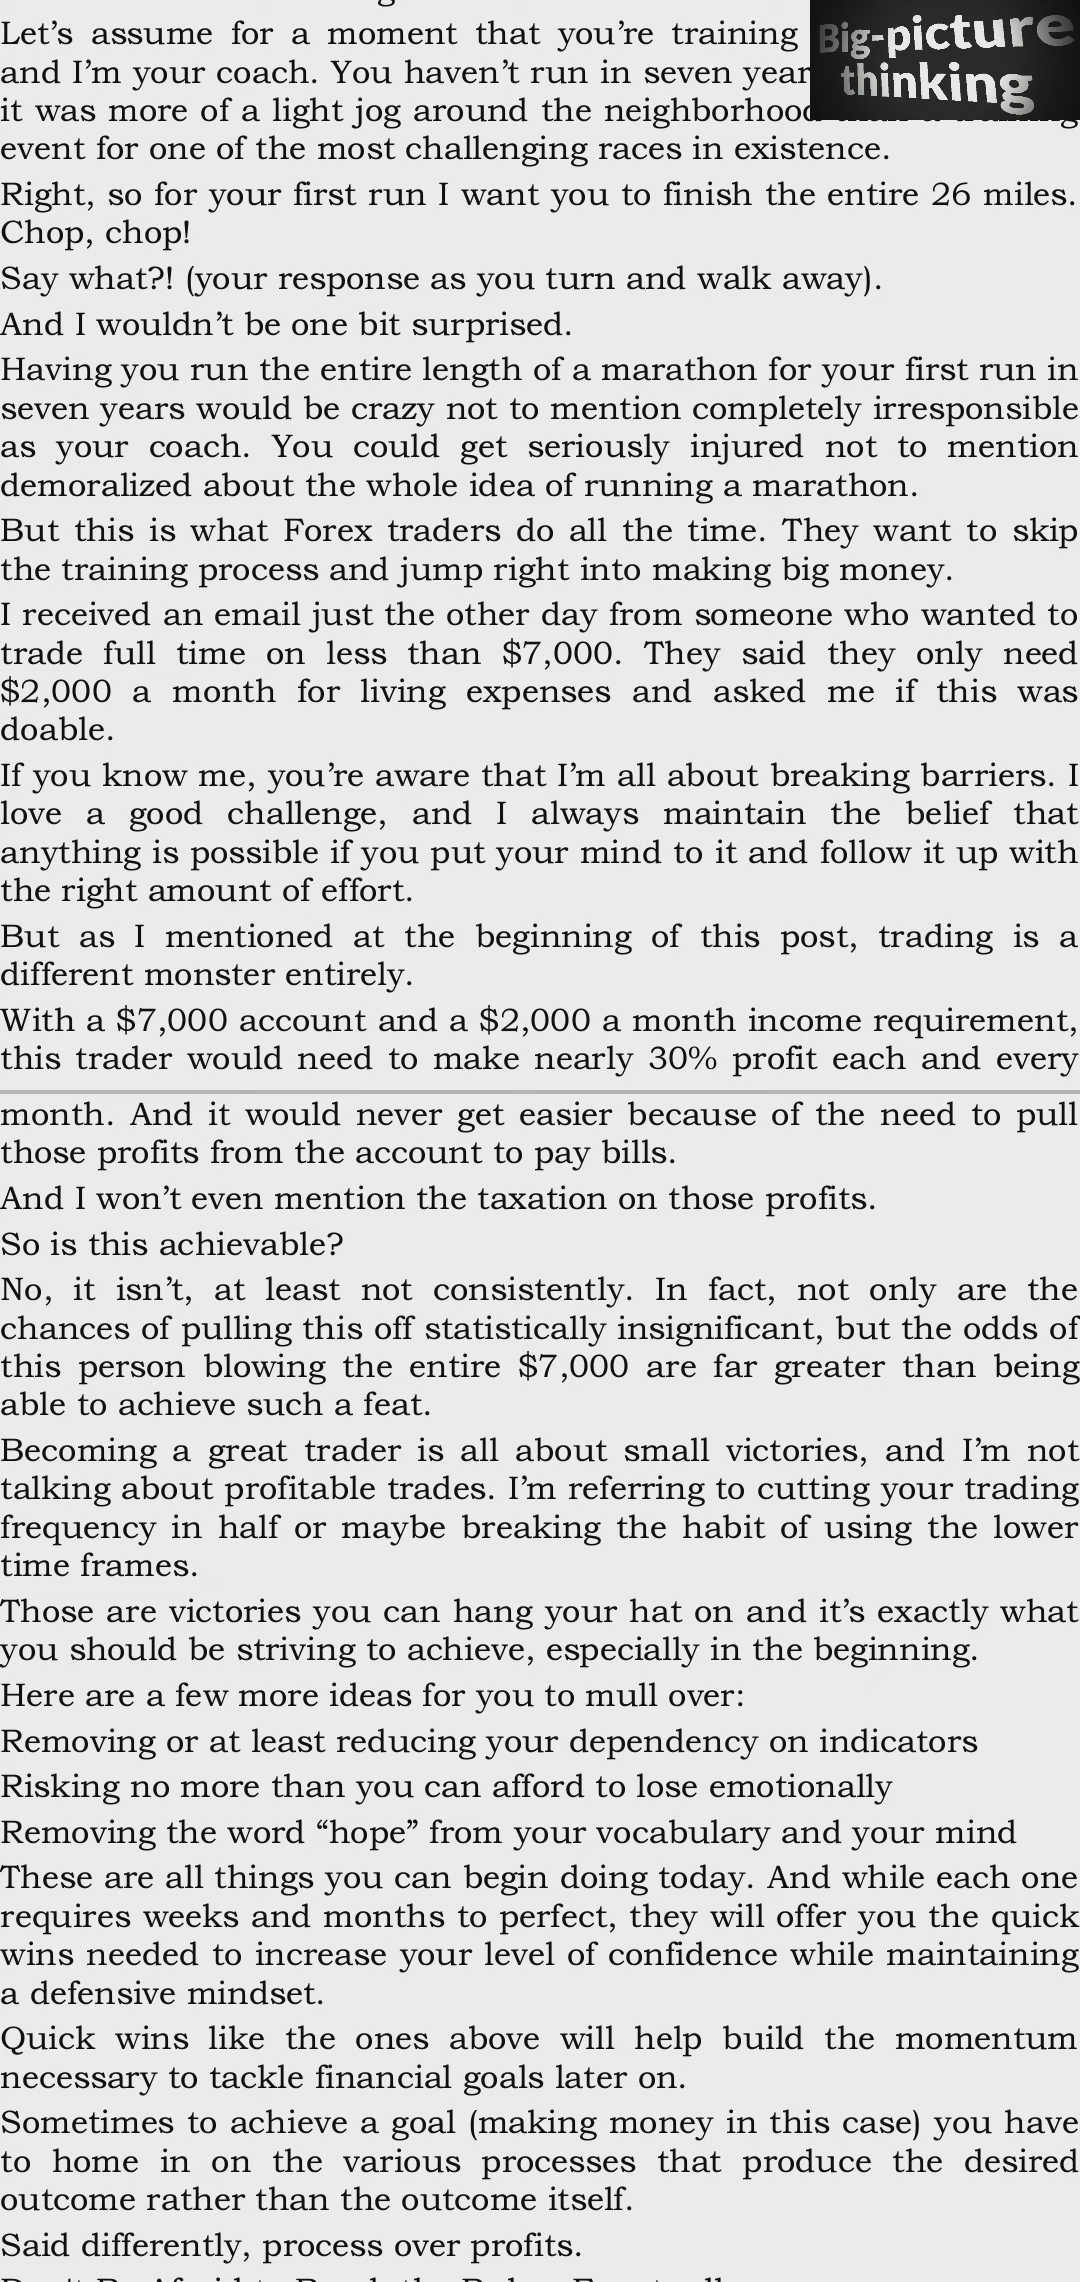 Big-picture
thinking
Let's assume for a moment that you're training
and I'm your coach. You haven't run in seven year
it was more of a light jog around the neighborhood
event for one of the most challenging races in existence.
Right, so for your first run I want you to finish the entire 26 miles.
Chop, chop!
Say what?! (your response as you turn and walk away).
And I wouldn't be one bit surprised.
Having you run the entire length of a marathon for your first run in
seven years would be crazy not to mention completely irresponsible
as your coach. You could get seriously injured not to mention
demoralized about the whole idea of running a marathon.
But this is what Forex traders do all the time. They want to skip
the training process and jump right into making big money.
I received an email just the other day from someone who wanted to
trade full time on less than $7,000. They said they only need
$2,000 a month for living expenses and asked me if this was
doable.
If you know me, you're aware that I'm all about breaking barriers. I
love a good challenge, and I always maintain the belief that
anything is possible if you put your mind to it and follow it up with
the right amount of effort.
But as I mentioned at the beginning of this post, trading is a
different monster entirely.
With a $7,000 account and a $2,000 a month income requirement,
this trader would need to make nearly 30% profit each and every
month. And it would never get easier because of the need to pull
those profits from the account to pay bills.
And I won't even mention the taxation on those profits.
So is this achievable?
No, it isn't, at least not consistently. In fact, not only are the
chances of pulling this off statistically insignificant, but the odds of
this person blowing the entire $7,000 are far greater than being
able to achieve such a feat.
Becoming a great trader is all about small victories, and I'm not
talking about profitable trades. I'm referring to cutting your trading
frequency in half or maybe breaking the habit of using the lower
time frames.
Those are victories you can hang your hat on and it's exactly what
you should be striving to achieve, especially in the beginning.
Here are a few more ideas for you to mull over:
Removing or at least reducing your dependency on indicators
Risking no more than you can afford to lose emotionally
Removing the word “hope” from your vocabulary and your mind
These are all things you can begin doing today. And while each one
requires weeks and months to perfect, they will offer you the quick
wins needed to increase your level of confidence while maintaining
a defensive mindset.
Quick wins like the ones above will help build the momentum
necessary to tackle financial goals later on.
Sometimes to achieve a goal (making money in this case) you have
to home in on the various processes that produce the desired
outcome rather than the outcome itself.
Said differently, process over profits.